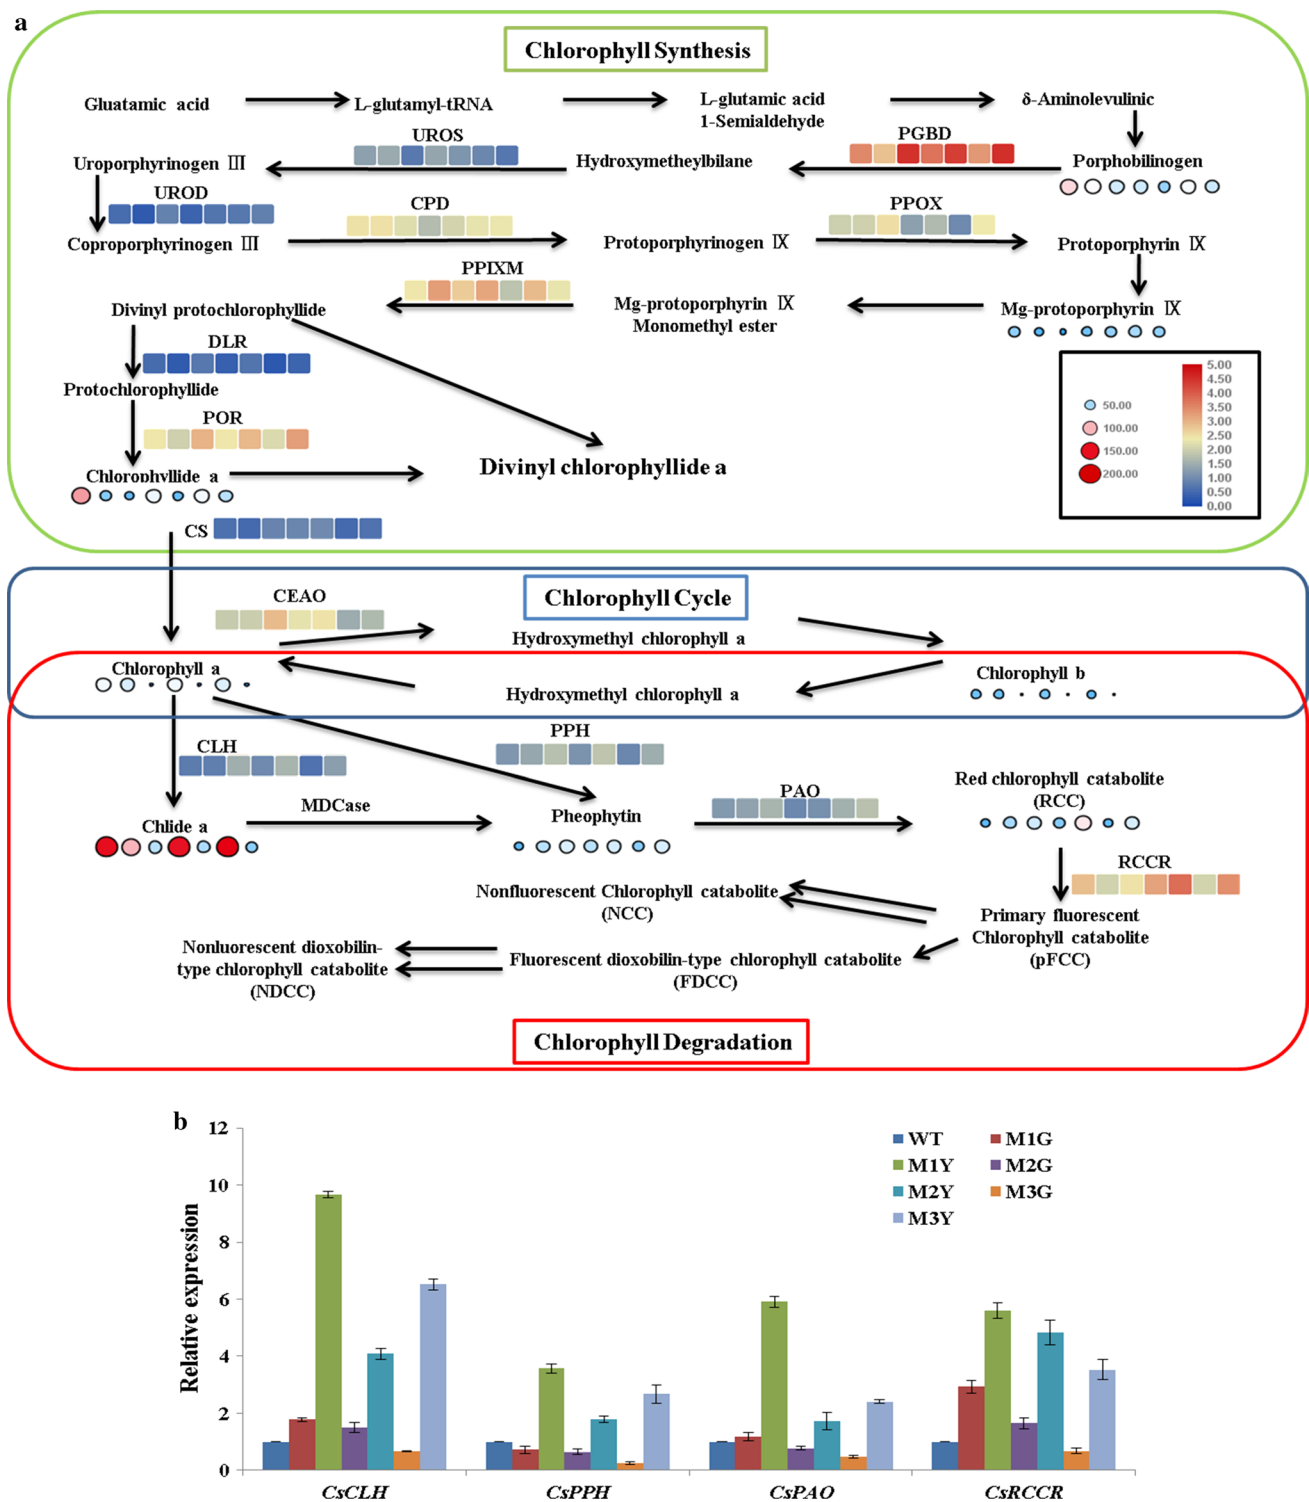 a
Chlorophyll Synthesis
Gluatamic acid
L-glutamyl-tRNA
L-glutamic acid
1-Semialdehyde
δ-Aminolevulinic
UROS
PGBD
Uroporphyrinogen Ⅲ
Hydroxymetheylbilane
Porphobilinogen
UROD
CPD
PPOX
Coproporphyrinogen Ⅲ
Protoporphyrinogen Ⅸ
Protoporphyrin Ⅸ
PPIXM
Divinyl protochlorophyllide
Mg-protoporphyrin Ⅸ
Monomethyl ester
Mg-protoporphyrin Ⅸ
DLR
Protochlorophyllide
POR
Chlorophyllide a
Divinyl chlorophyllide a
CS
50.00
100.00
150.00
200.00
5.00
4.50
4.00
3.50
3.00
2.50
2.00
1.50
1.00
0.50
0.00
CEAO
Chlorophyll Cycle
Hydroxymethyl chlorophyll a
Chlorophyll a
Hydroxymethyl chlorophyll a
Chlorophyll b
CLH
PPH
PAO
MDCase
Chlide a
Pheophytin
Red chlorophyll catabolite
(RCC)
RCCR
Nonfluorescent Chlorophyll catabolite
(NCC)
Primary fluorescent
Chlorophyll catabolite
(pFCC)
Nonluorescent dioxobilin-
type chlorophyll catabolite
(NDCC)
Fluorescent dioxobilin-type chlorophyll catabolite
(FDCC)
Chlorophyll Degradation
b
Relative expression
12
10
8
6
4
2
0
WT
M1G
M1Y
M2G
M2Y
M3G
M3Y
CsCLH
CsPPH
CsPAO
CsRCCR